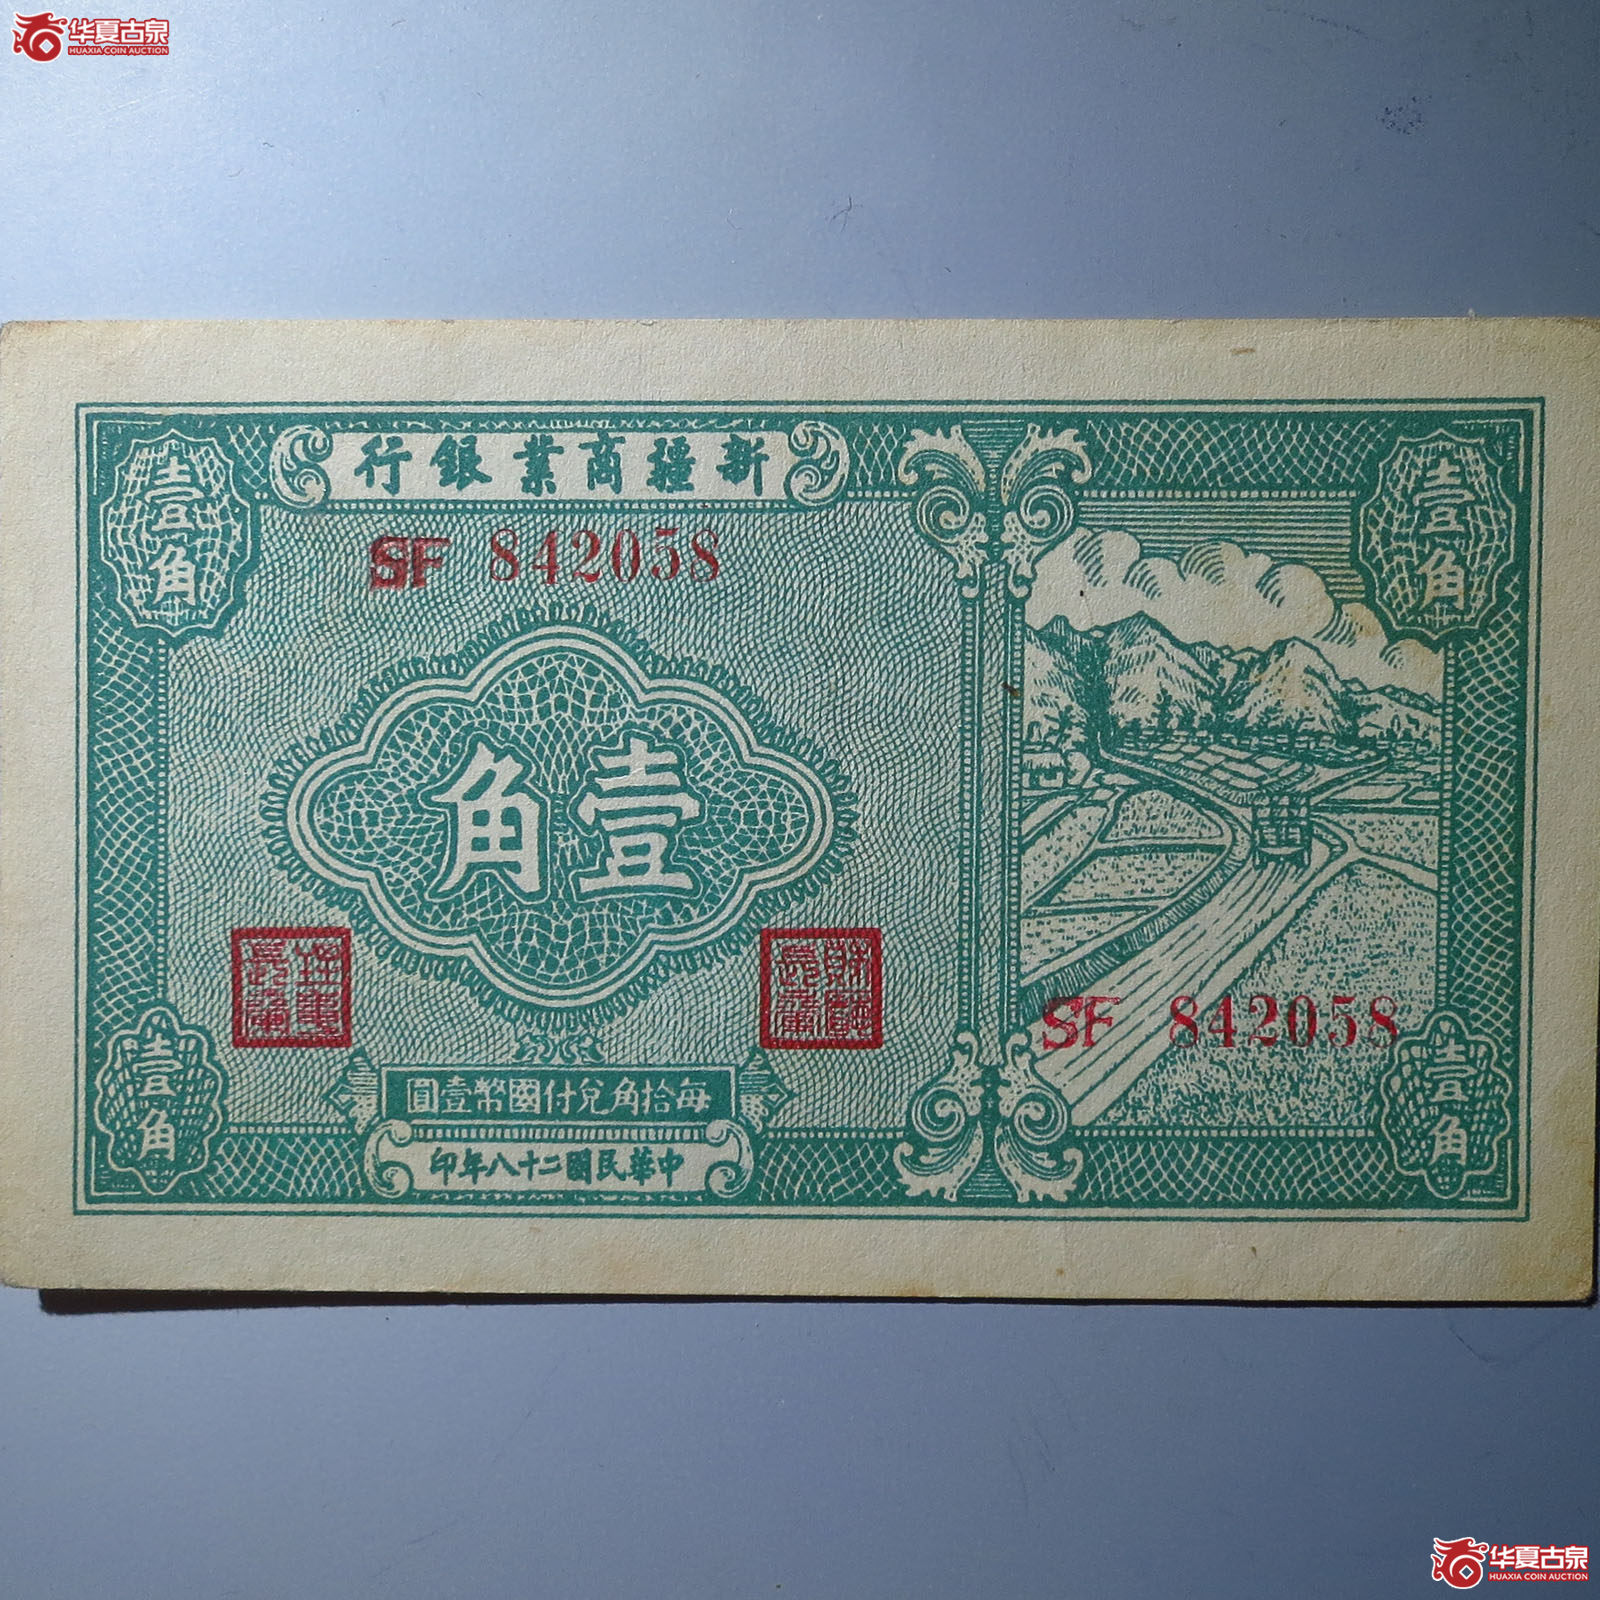 华夏古泉
HUAXIA COIN AUCTION
新疆商業銀行
壹角
壹角
SF 842058
壹角
SF 842058
每拾角兌付國幣壹圓
壹角
壹角
中華民國二十八年印
华夏古泉
HUAXIA COIN AUCTION